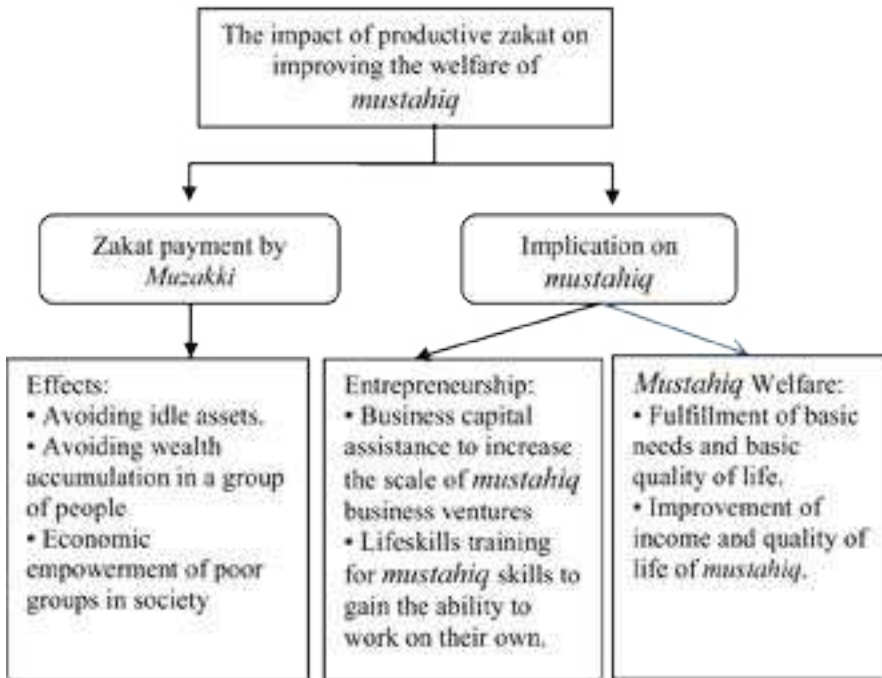 The impact of productive zakat on
improving the welfare of
mustahiq
Zakat payment by
Muzakki
Implication on
mustahiq
Effects:
• Avoiding idle assets.
• Avoiding wealth
accumulation in a group
of people
• Economic
empowerment of poor
groups in society
Entrepreneurship:
• Business capital
assistance to increase
the scale of mustahiq
business ventures
• Lifeskills training
for mustahiq skills to
gain the ability to
work on their own.
Mustahiq Welfare:
• Fulfillment of basic
needs and basic
quality of life.
• Improvement of
income and quality of
life of mustahiq.